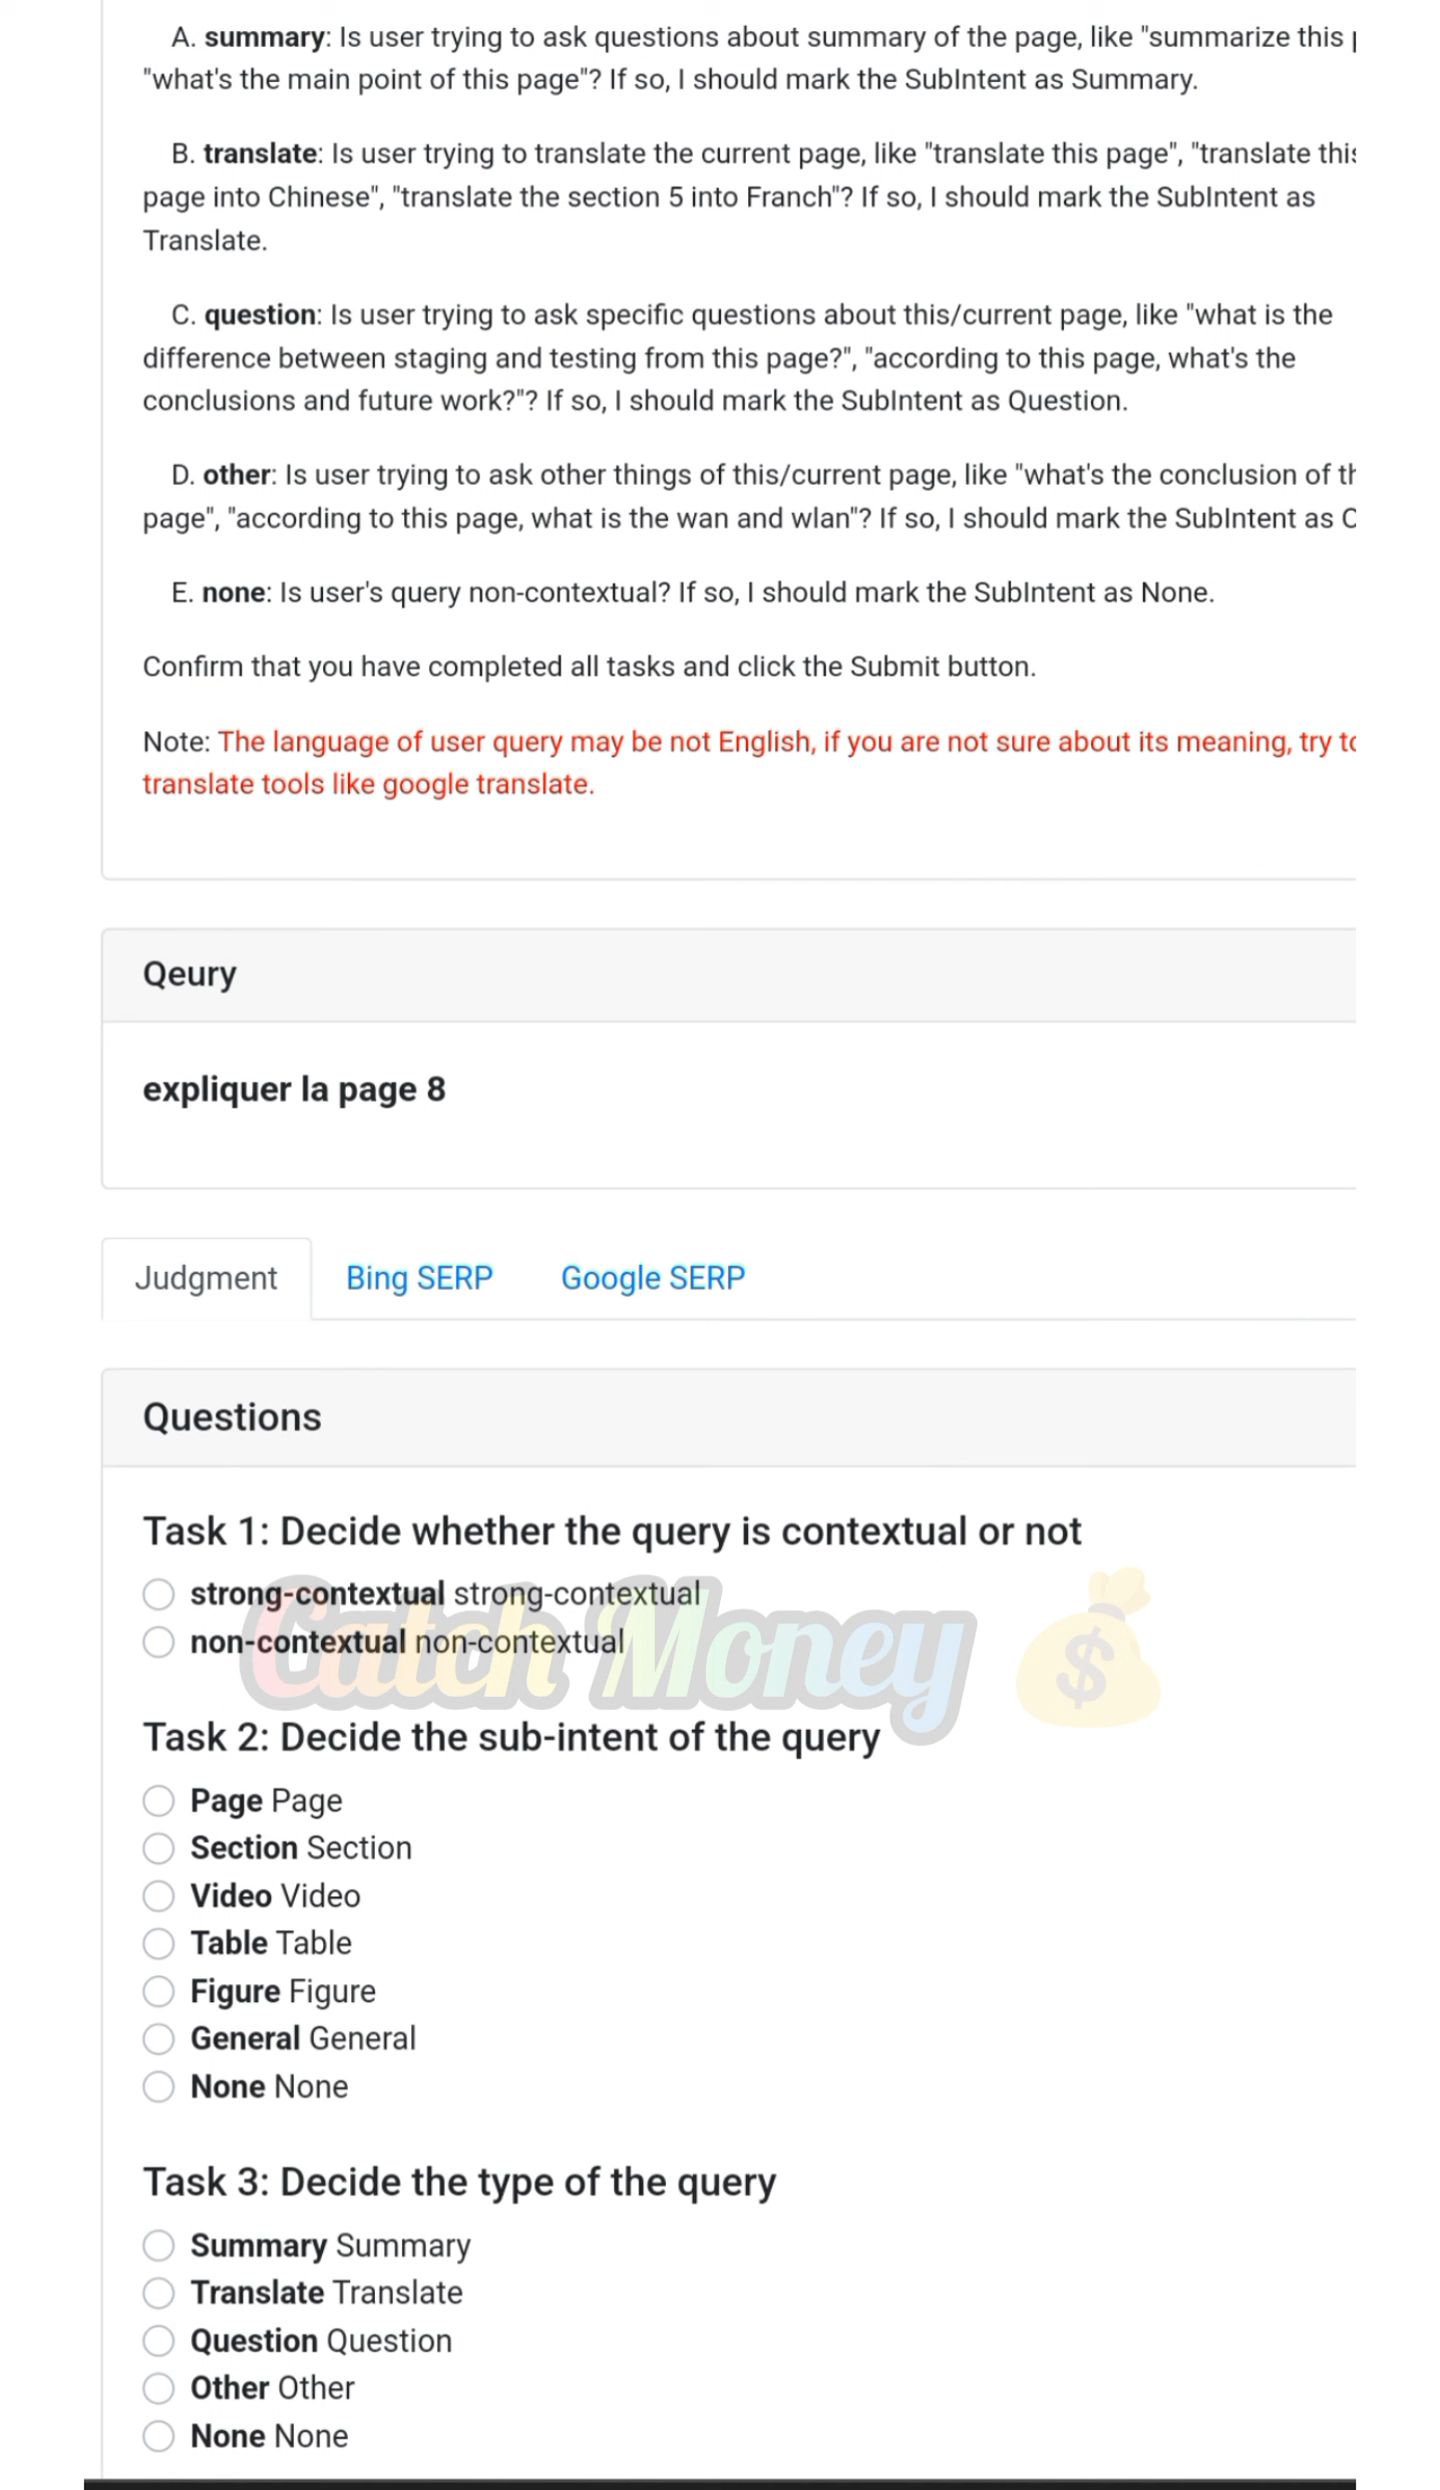 A. summary: Is user trying to ask questions about summary of the page, like "summarize this
"what's the main point of this page"? If so, I should mark the SubIntent as Summary.
B. translate: Is user trying to translate the current page, like "translate this page", "translate this
page into Chinese", "translate the section 5 into Franch"? If so, I should mark the SubIntent as
Translate.
C. question: Is user trying to ask specific questions about this/current page, like "what is the
difference between staging and testing from this page?", "according to this page, what's the
conclusions and future work?"? If so, I should mark the SubIntent as Question.
D. other: Is user trying to ask other things of this/current page, like "what's the conclusion of
page", "according to this page, what is the wan and wlan"? If so, I should mark the SubIntent as
E. none: Is user's query non-contextual? If so, I should mark the SubIntent as None.
Confirm that you have completed all tasks and click the Submit button.
Note: The language of user query may be not English, if you are not sure about its meaning, try to
translate tools like google translate.
Qeury
expliquer la page 8
Judgment Bing SERP Google SERP
Questions
Task 1: Decide whether the query is contextual or not
strong-contextual strong-contextual
non-contextual non-contextual
Catch Money
Task 2: Decide the sub-intent of the query
Page Page
Section Section
Video Video
Table Table
Figure Figure
General General
None None
Task 3: Decide the type of the query
Summary Summary
Translate Translate
Question Question
Other Other
None None